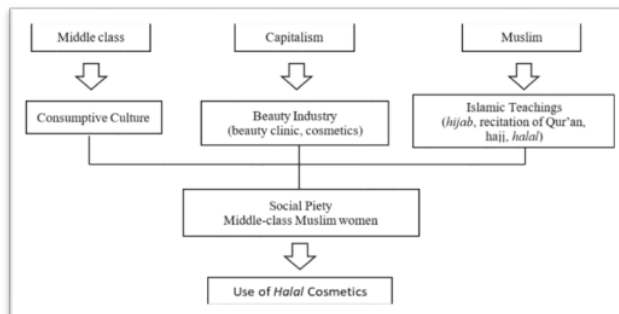 Middle class
Capitalism
Muslim
Consumptive Culture
Beauty Industry
(beauty clinic, cosmetics)
Islamic Teachings
(hijab, recitation of Qur'an,
hajj, halal)
Social Piety
Middle-class Muslim women
Use of Halal Cosmetics